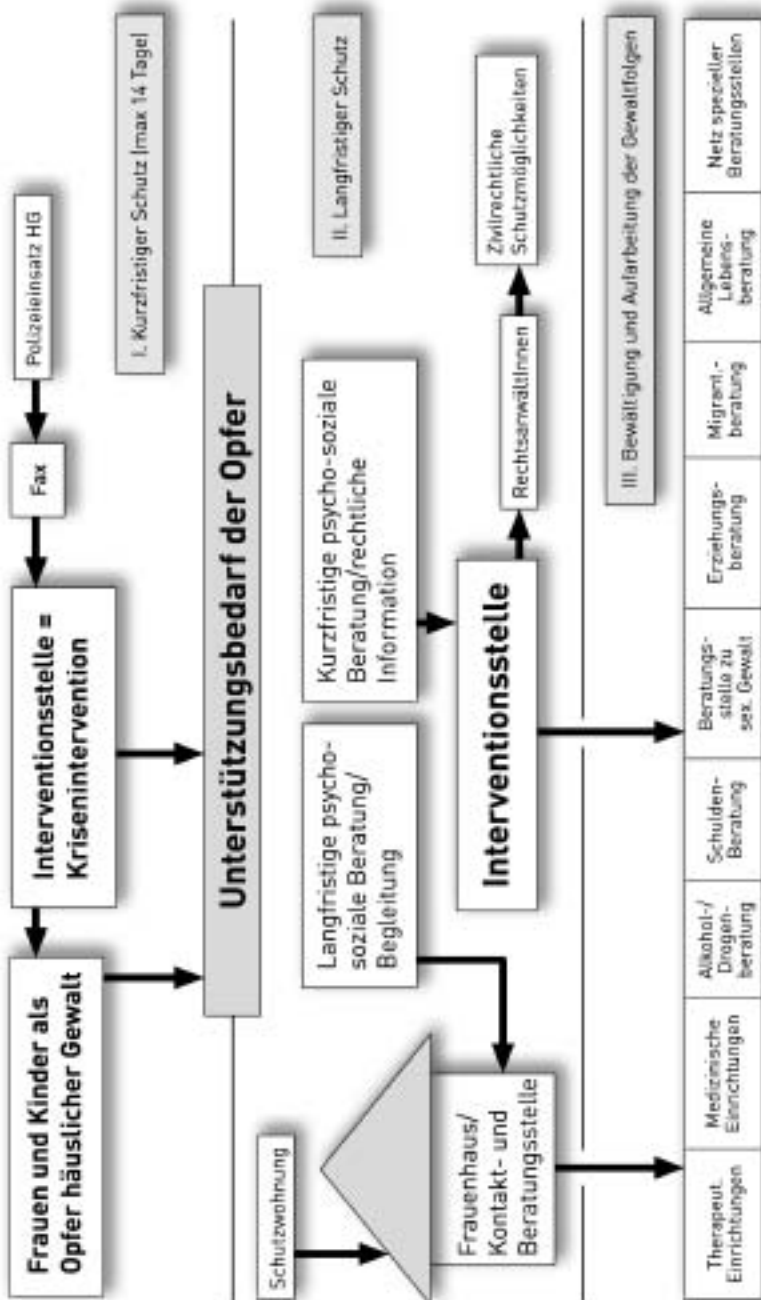 Frauen und Kinder als
Opfer häuslicher Gewalt
Interventionsstelle =
Krisenintervention
Fax
Polizeieinsatz HG
I. Kurzfristiger Schutz (max 14 Tage)
Unterstützungsbedarf der Opfer
II. Langfristiger Schutz
Schutzwohnung
Langfristige psycho-
soziale Beratung/
Begleitung
Kurzfristige psycho-soziale
Beratung/rechtliche
Information
Frauenhaus/
Kontakt- und
Beratungsstelle
Interventionsstelle
RechtsanwältInnen
Zivilrechtliche
Schutzmöglichkeiten
III. Bewältigung und Aufarbeitung der Gewaltfolgen
Therapeut.
Einrichtungen
Medizinische
Einrichtungen
Alkohol-/
Drogen-
beratung
Schulden-
Beratung
Beratungs-
stelle zu
sex. Gewalt
Erziehungs-
beratung
Migrant.-
beratung
Allgemeine
Lebens-
beratung
Netz spezieller
Beratungsstellen